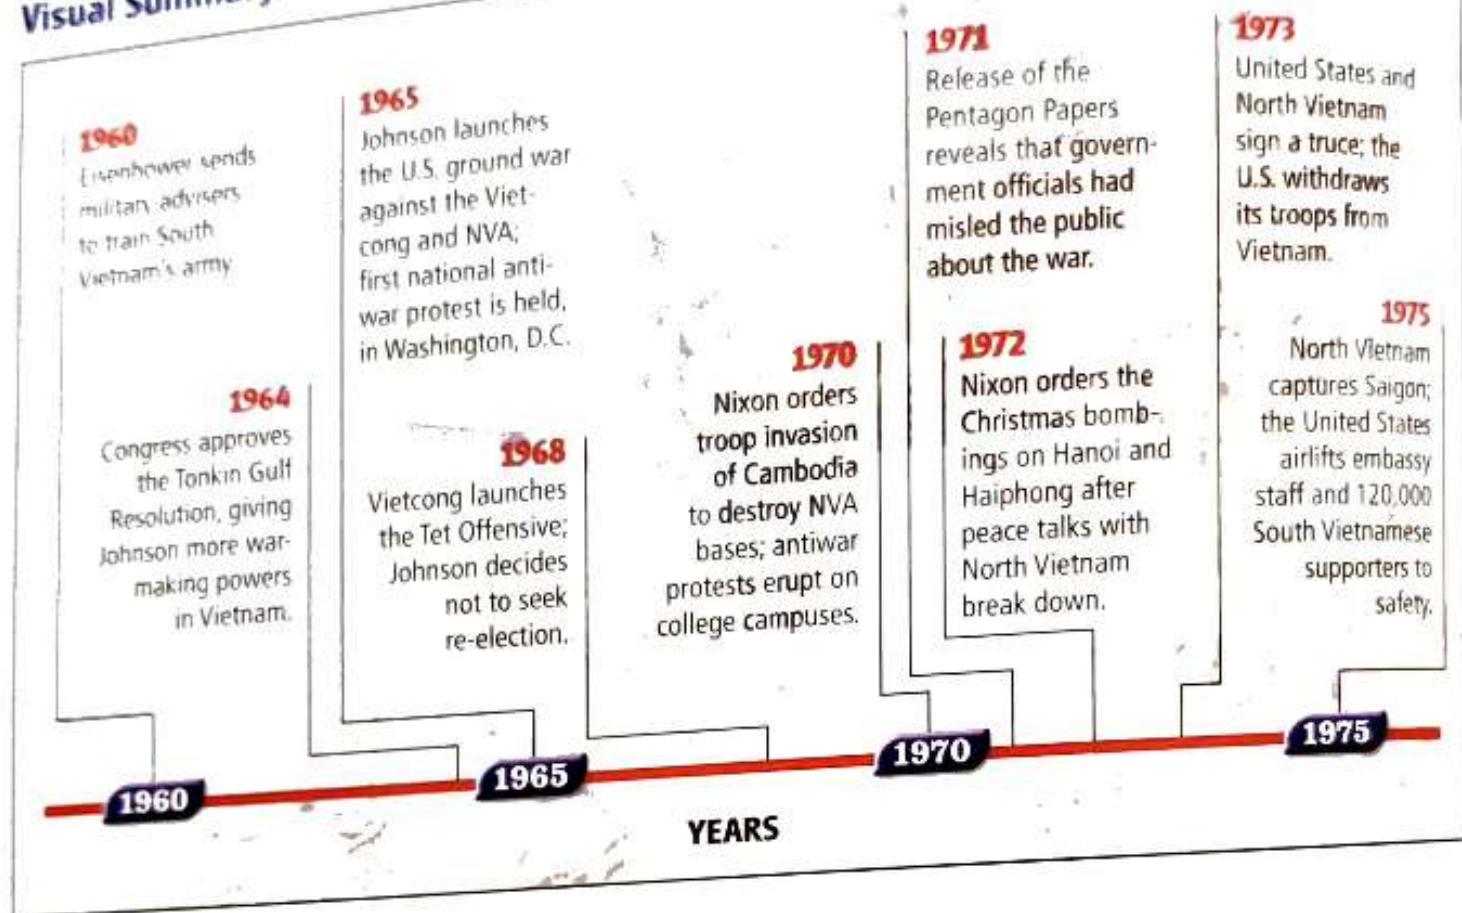 Visual
1960
Eisenhower sends
military advisers
to train South
Vietnam's army
1964
Congress approves
the Tonkin Gulf
Resolution, giving
Johnson more war-
making powers
in Vietnam.
1965
Johnson launches
the U.S. ground war
against the Viet-
cong and NVA;
first national anti-
war protest is held,
in Washington, D.C.
1968
Vietcong launches
the Tet Offensive;
Johnson decides
not to seek
re-election.
1970
Nixon orders
troop invasion
of Cambodia
to destroy NVA
bases; antiwar
protests erupt on
college campuses.
1971
Release of the
Pentagon Papers
reveals that govern-
ment officials had
misled the public
about the war.
1972
Nixon orders the
Christmas bomb-
ings on Hanoi and
Haiphong after
peace talks with
North Vietnam
break down.
1973
United States and
North Vietnam
sign a truce; the
U.S. withdraws
its troops from
Vietnam.
1975
North Vietnam
captures Saigon;
the United States
airlifts embassy
staff and 120,000
South Vietnamese
supporters to
safety.
1960
1965
1970
1975
YEARS